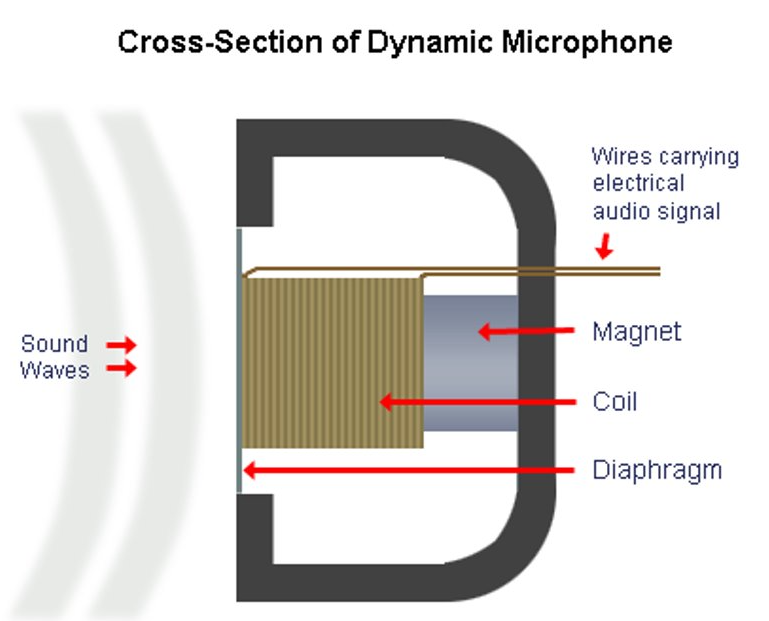 Cross-Section of Dynamic Microphone
Wires carrying
electrical
audio signal
Sound
Waves
Magnet
Coil
Diaphragm